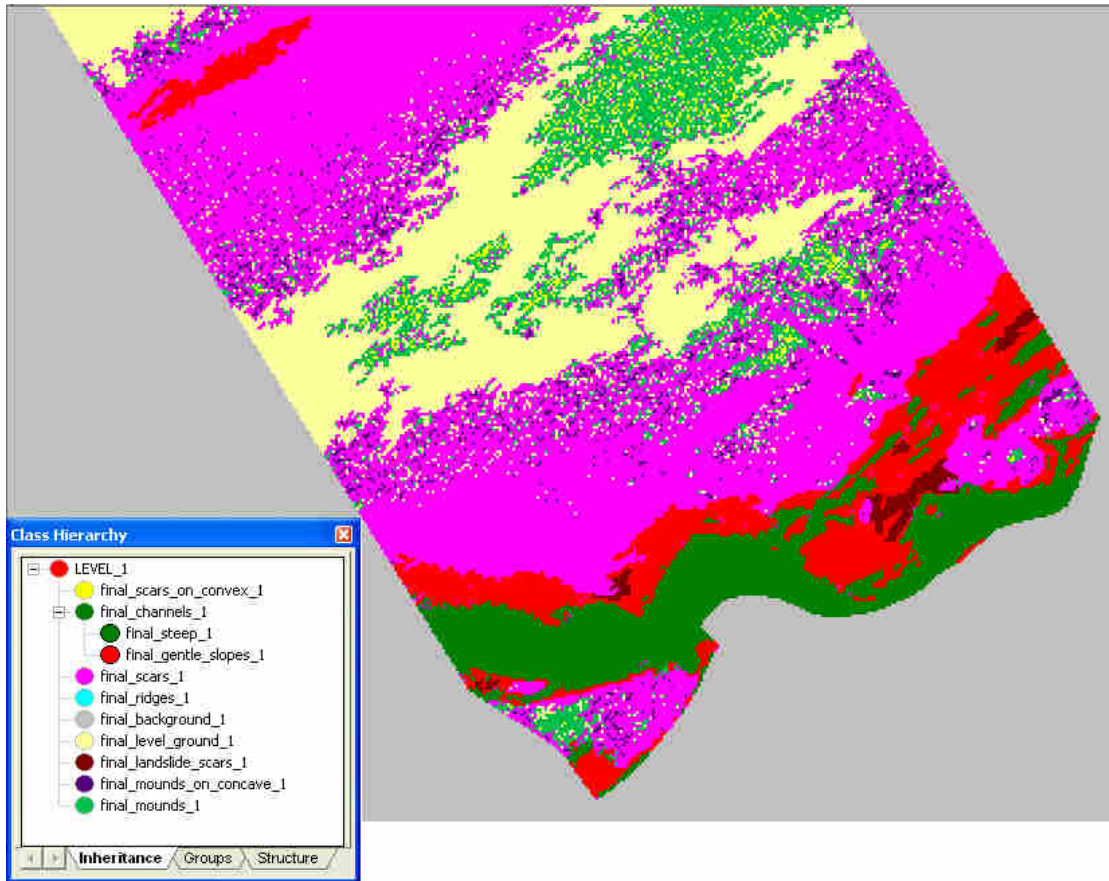 Class Hierarchy
LEVEL_1
final_scars_on_convex_1
final_channels_1
final_steep_1
final_gentle_slopes_1
final_scars_1
final_ridges_1
final_background_1
final_level_ground_1
final_landslide_scars_1
final_mounds_on_concave_1
final_mounds_1
Inheritance Groups Structure